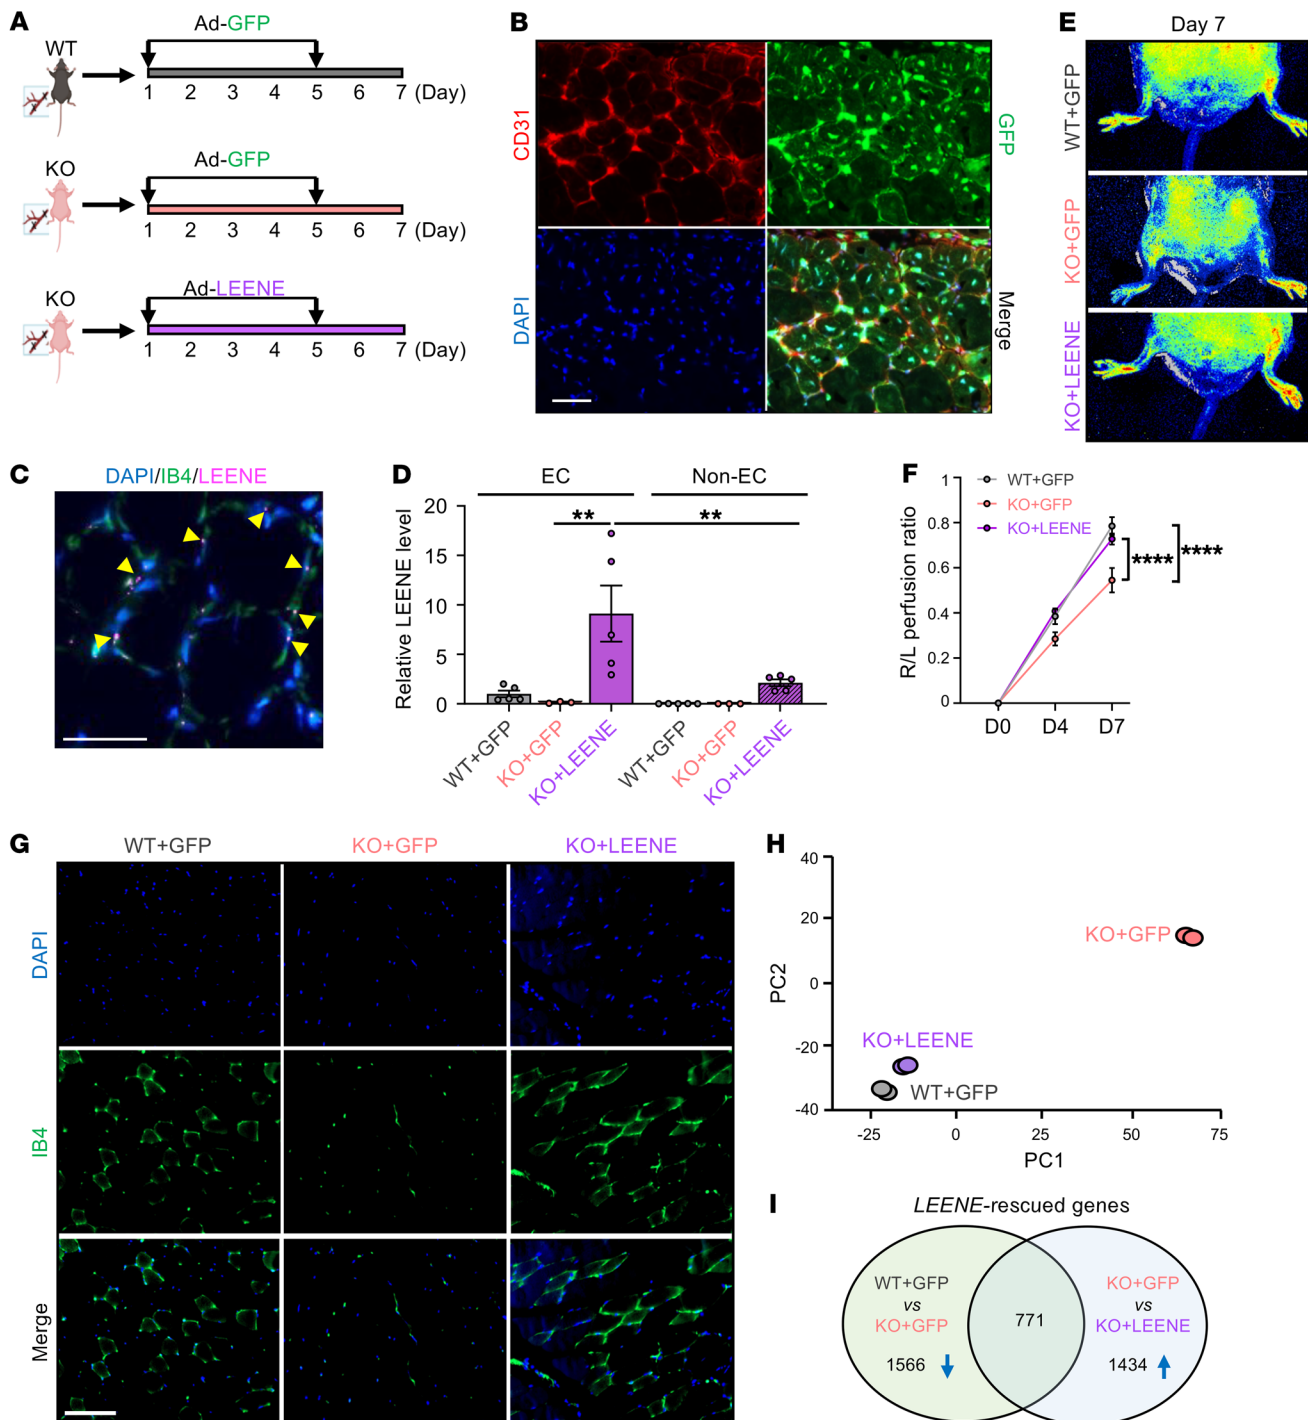 A
WT
Ad-GFP
1 2 3 4 5 6 7 (Day)
KO
Ad-GFP
1 2 3 4 5 6 7 (Day)
KO
Ad-LEENE
1 2 3 4 5 6 7 (Day)
B
CD31
GFP
DAPI
Merge
E
Day 7
WT+GFP
KO+GFP
KO+LEENE
C
DAPI/IB4/LEENE
D
EC Non-EC
Relative LEENE level
20
15
10
5
0
** **
WT+GFP
KO+GFP
KO+LEENE
WT+GFP
KO+GFP
KO+LEENE
F
R/L perfusion ratio
1
0.8
0.6
0.4
0.2
0
WT+GFP
KO+GFP
KO+LEENE
**** ****
D0 D4 D7
G
WT+GFP KO+GFP KO+LEENE
DAPI
IB4
Merge
H
PC2
40
20
0
-20
-40
KO+GFP
KO+LEENE
WT+GFP
-25 0 25 50 75
PC1
I
LEENE-rescued genes
WT+GFP
vs
KO+GFP
1566
771
KO+GFP
vs
KO+LEENE
1434